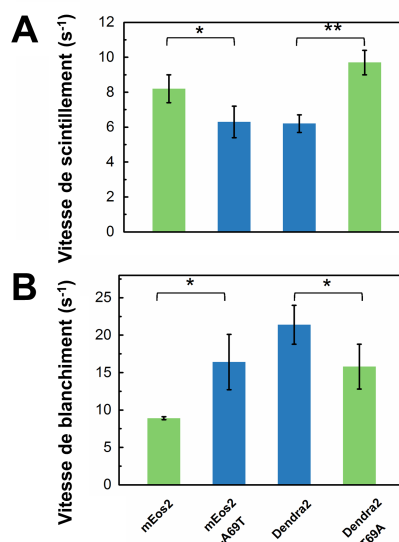 A
Vitesse de scintillement (s-1)
12
10
8
6
4
2
0
*
**
B
Vitesse de blanchiment (s-1)
25
20
15
10
5
0
*
*
mEos2
mEos2
A69T
Dendra2
Dendra2
T69A